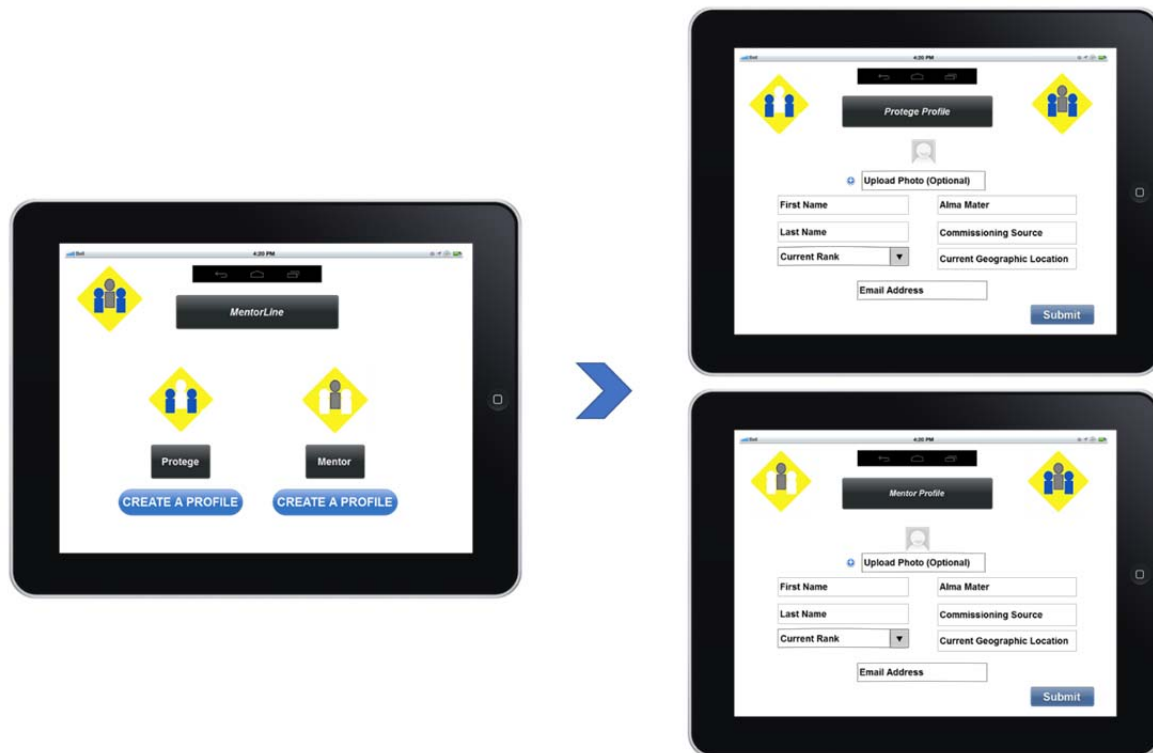 Bell 4:20 PM
MentorLine
Protege Mentor
CREATE A PROFILE CREATE A PROFILE
Bell 4:20 PM
Protege Profile
Upload Photo (Optional)
First Name Alma Mater
Last Name Commissioning Source
Current Rank Current Geographic Location
Email Address
Submit
Bell 4:20 PM
Mentor Profile
Upload Photo (Optional)
First Name Alma Mater
Last Name Commissioning Source
Current Rank Current Geographic Location
Email Address
Submit